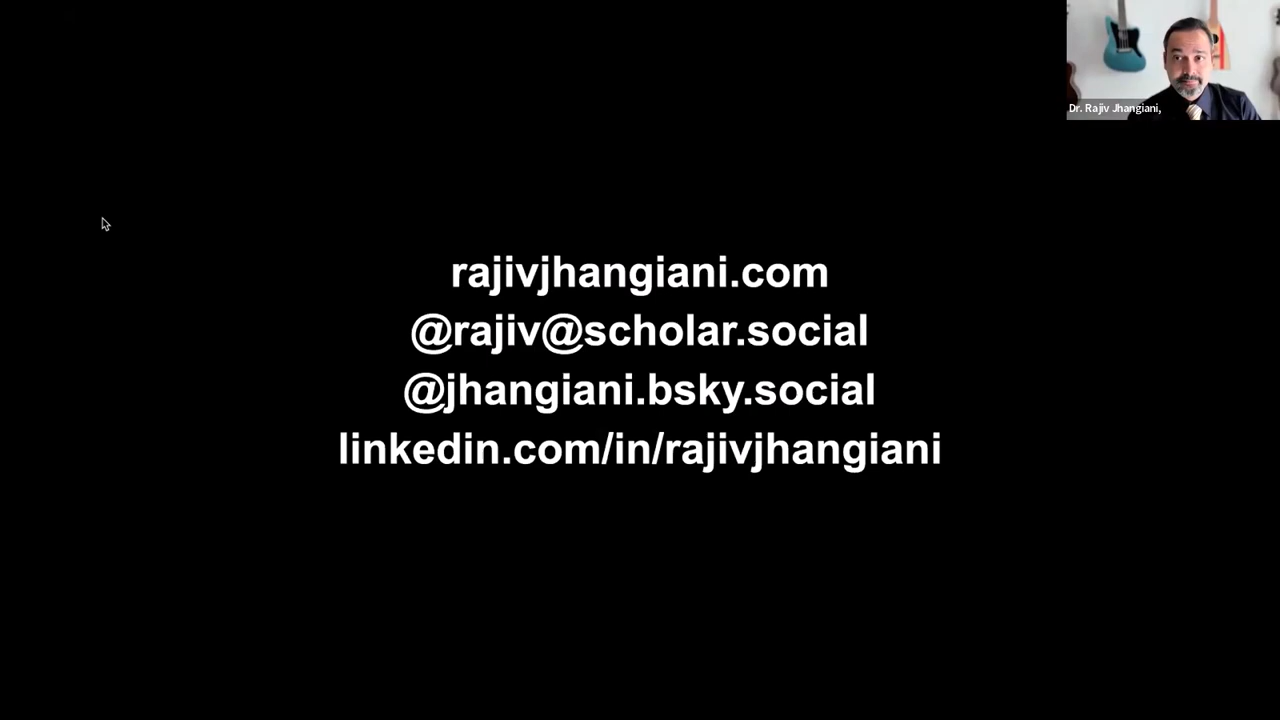 Dr. Rajiv Jhangiani,
rajivjhangiani.com
@rajiv@scholar.social
@jhangiani.bsky.social
linkedin.com/in/rajivjhangiani